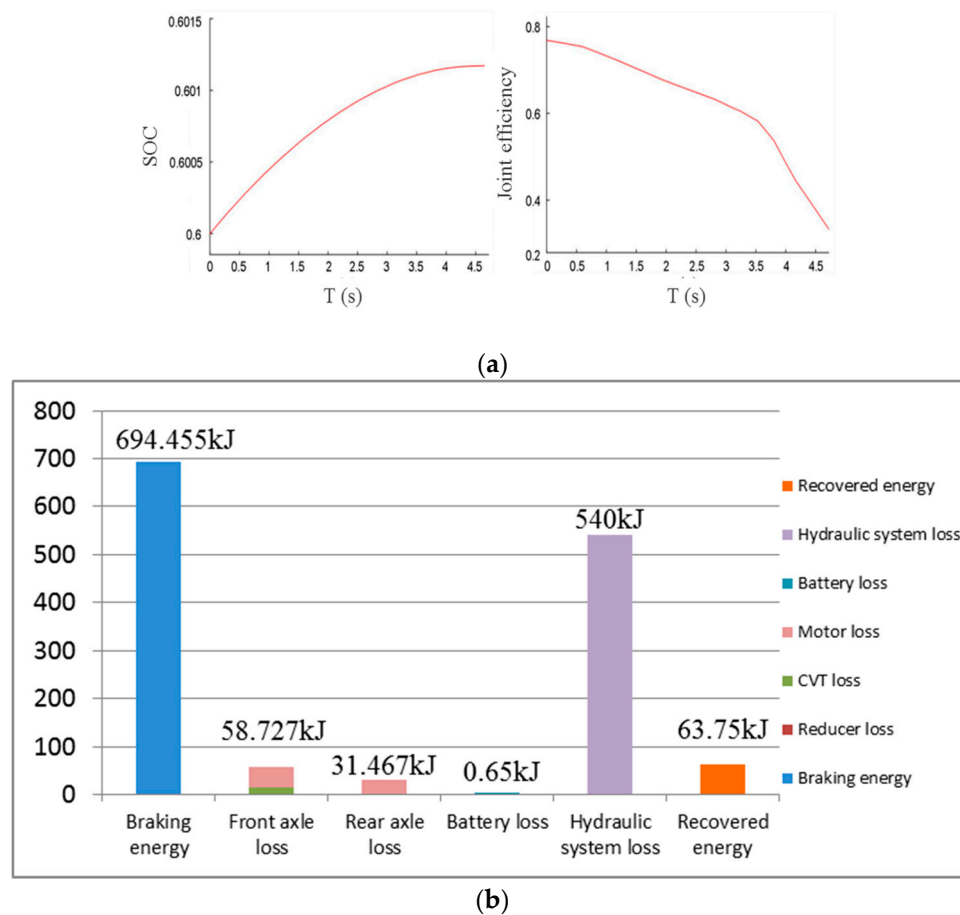 0.6015
0.601
0.6005
0.6
SOC
0 0.5 1 1.5 2 2.5 3 3.5 4 4.5
T (s)
0.8
0.6
0.4
0.2
Joint efficiency
0 0.5 1 1.5 2 2.5 3 3.5 4 4.5
T (s)
(a)
800
700
600
500
400
300
200
100
0
694.455kJ
58.727kJ
31.467kJ
0.65kJ
540kJ
63.75kJ
Braking
energy
Front axle
loss
Rear axle
loss
Battery loss
Hydraulic
system loss
Recovered
energy
Recovered energy
Hydraulic system loss
Battery loss
Motor loss
CVT loss
Reducer loss
Braking energy
(b)